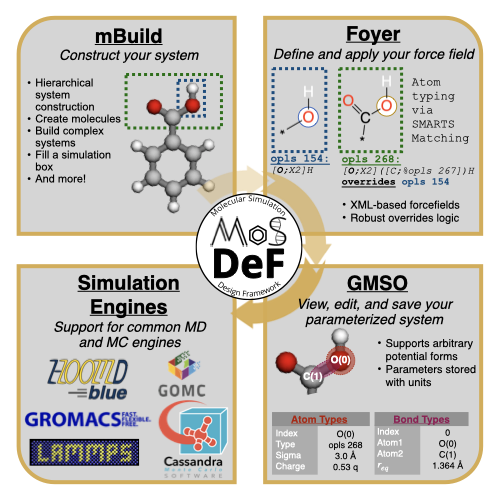 mBuild
Construct your system
• Hierarchical
system
construction
• Create molecules
• Build complex
systems
• Fill a simulation
box
• And more!
Foyer
Define and apply your force field
H
O
*
H
O
O
C
*
Atom
typing
via
SMARTS
Matching
opls 154:
[O;X2]H
opls 268:
[O;X2]([C;%opls 267])H
overrides opls 154
• XML-based forcefields
• Robust overrides logic
Molecular Simulation
MoS
DeF
Design Framework
Simulation
Engines
Support for common MD
and MC engines
HOOMD
blue
GOMC
GROMACS
FAST.
FLEXIBLE.
FREE.
LAMMPS
Cassandra
Monte Carlo
SOFTWARE
GMSO
View, edit, and save your
parameterized system
O(0)
C(1)
• Supports arbitrary
potential forms
• Parameters stored
with units
Atom Types
Index O(0)
Type opls 268
Sigma 3.0 Å
Charge 0.53 q
Bond Types
Index 0
Atom1 O(0)
Atom2 C(1)
req 1.364 Å